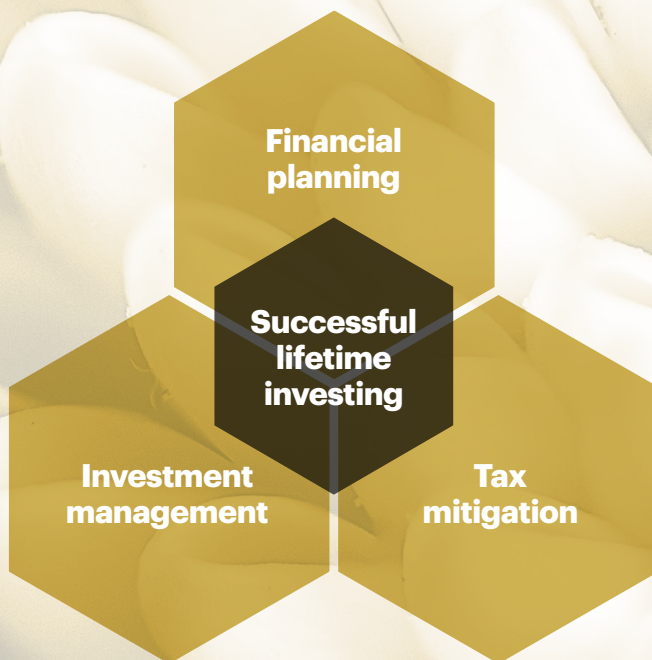 Financial
planning
Successful
lifetime
investing
Investment
management
Tax
mitigation